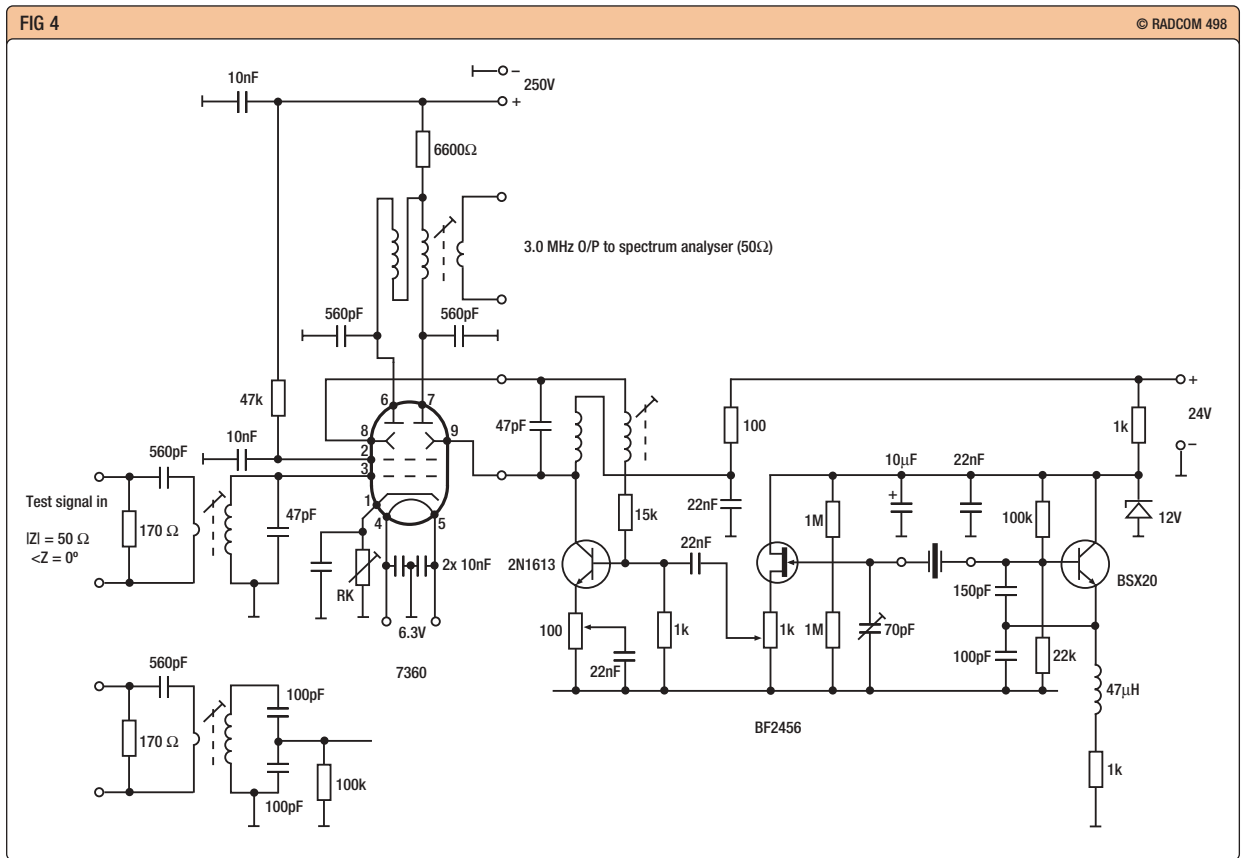 FIG 4
© RADCOM 498
10nF
–
250V
+
6600Ω
3.0 MHz O/P to spectrum analyser (50Ω)
560pF
560pF
47k
6
7
8
9
2
3
1
4
5
10nF
560pF
Test signal in
|Z| = 50 Ω
<Z = 0º
170 Ω
47pF
RK
2x 10nF
6.3V
7360
47pF
15k
22nF
100
2N1613
22nF
100
22nF
1k
1k
1M
1M
10µF
+
22nF
100k
70pF
150pF
100pF
22k
BSX20
1k
+
24V
–
12V
47µH
1k
BF2456
560pF
170 Ω
100pF
100pF
100k